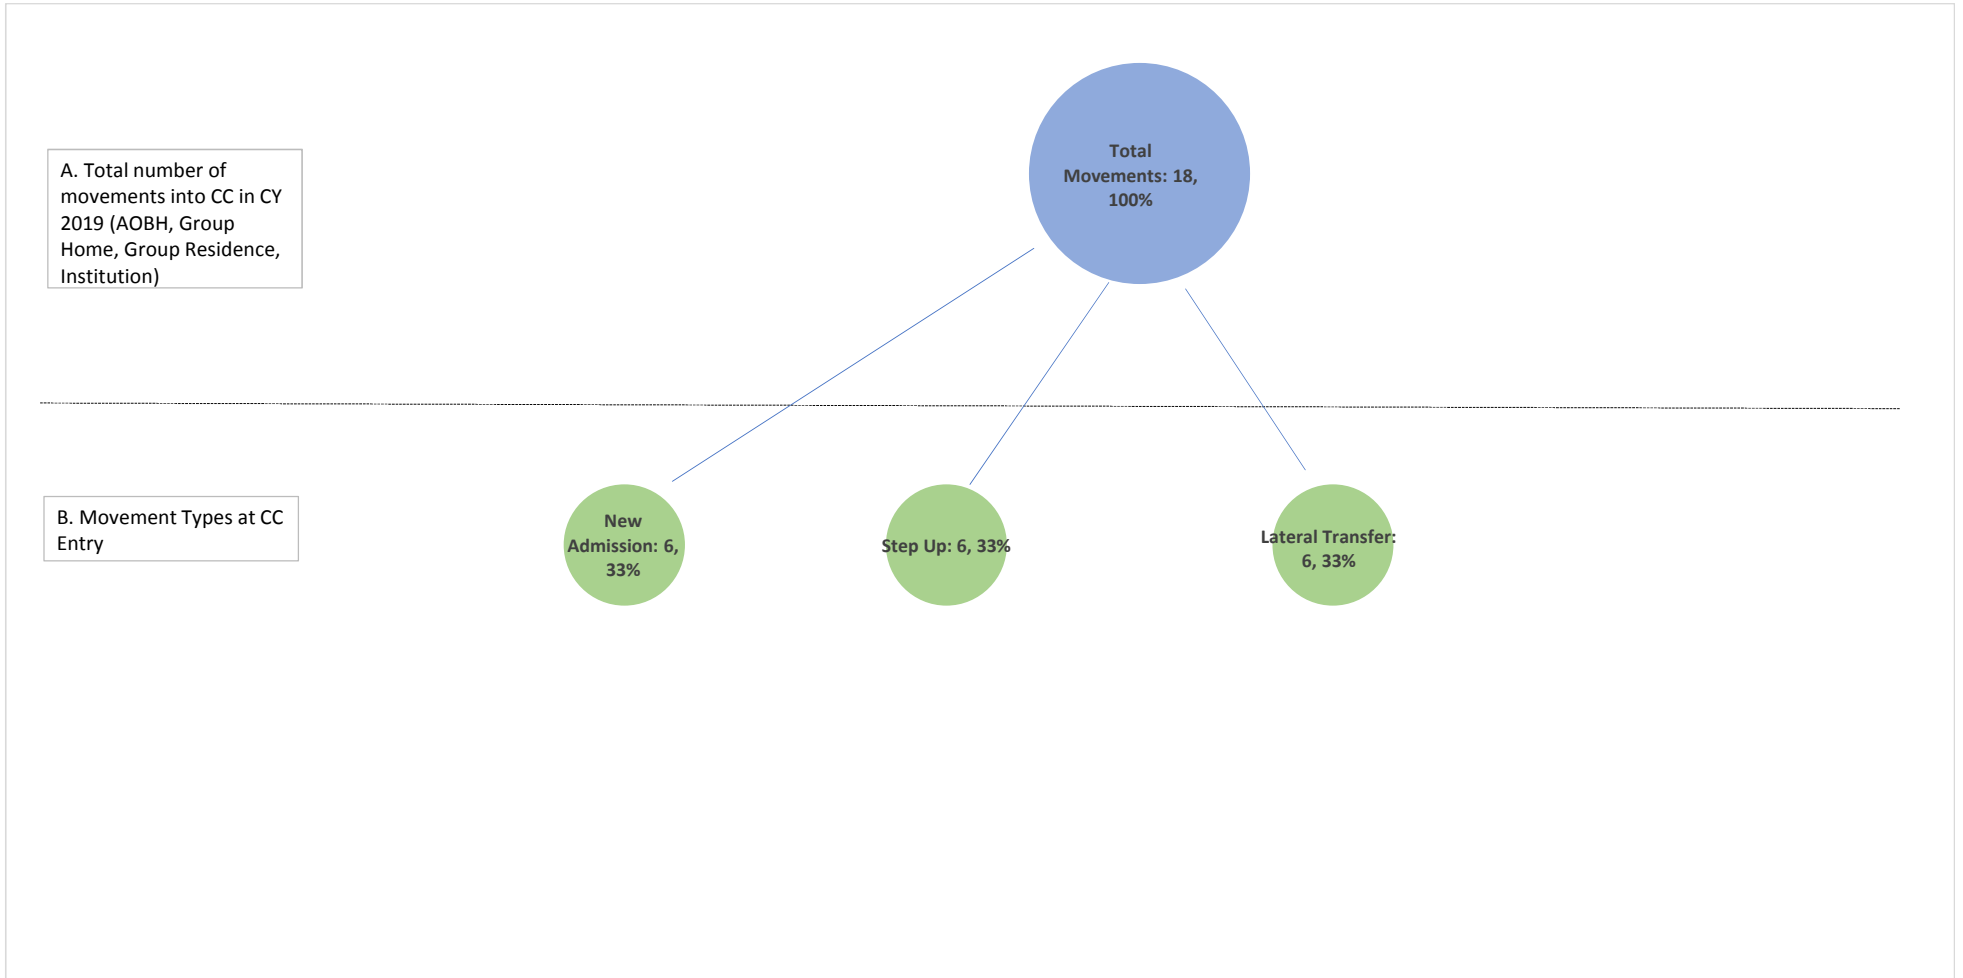 Total
Movements: 18,
100%
A. Total number of
movements into CC in CY
2019 (AOBH, Group
Home, Group Residence,
Institution)
B. Movement Types at CC
Entry
New
Admission: 6,
33%
Step Up: 6, 33%
Lateral Transfer:
6, 33%